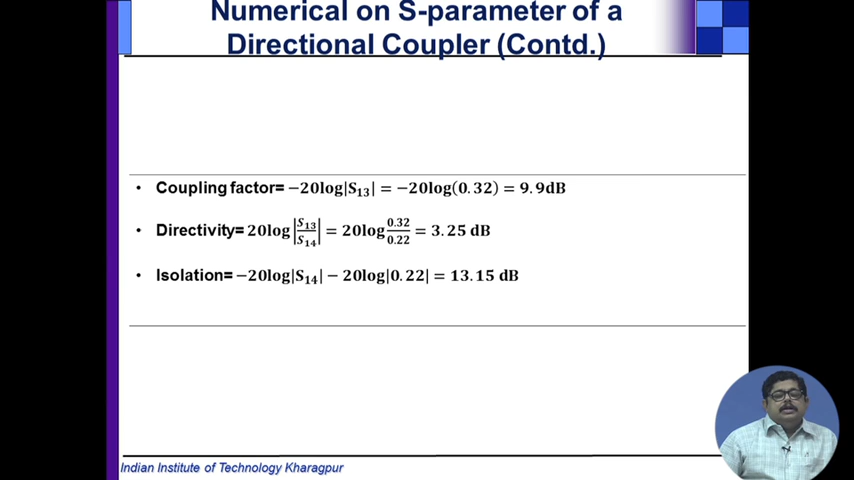 Numerical on S-parameter of a
Directional Coupler (Contd.)
• Coupling factor= −20log|S₁₃| = −20log(0.32) = 9.9dB
• Directivity= 20log|S₁₃/S₁₄| = 20log 0.32/0.22 = 3.25 dB
• Isolation= −20log|S₁₄| − 20log|0.22| = 13.15 dB
Indian Institute of Technology Kharagpur